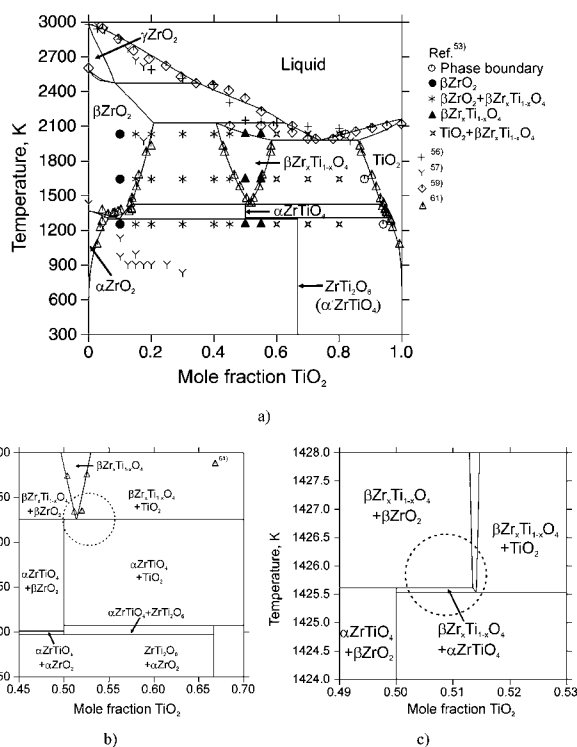 3000
2700
2400
2100
1800
1500
1200
900
600
300
Temperature, K
γZrO₂
Liquid
βZrO₂
βZrₓTi₁₋ₓO₄
TiO₂
αZrTiO₄
αZrO₂
ZrTi₂O₆
(α'ZrTiO₄)
0 0.2 0.4 0.6 0.8 1.0
Mole fraction TiO₂
Ref.⁵³⁾
Phase boundary
βZrO₂
βZrO₂+βZrₓTi₁₋ₓO₄
βZrₓTi₁₋ₓO₄
TiO₂+βZrₓTi₁₋ₓO₄
56)
57)
59)
61)
a)
βZrₓTi₁₋ₓO₄
61)
βZrₓTi₁₋ₓO₄
+βZrO₂
βZrₓTi₁₋ₓO₄
+TiO₂
αZrTiO₄
+βZrO₂
αZrTiO₄
+TiO₂
αZrTiO₄+ZrTi₂O₆
αZrTiO₄
+αZrO₂
ZrTi₂O₆
+αZrO₂
0.45 0.50 0.55 0.60 0.65 0.70
Mole fraction TiO₂
b)
1428.0
1427.5
1427.0
1426.5
1426.0
1425.5
1425.0
1424.5
1424.0
Temperature, K
βZrₓTi₁₋ₓO₄
+βZrO₂
βZrₓTi₁₋ₓO₄
+TiO₂
αZrTiO₄
+βZrO₂
βZrₓTi₁₋ₓO₄
+αZrTiO₄
0.49 0.50 0.51 0.52 0.53
Mole fraction TiO₂
c)